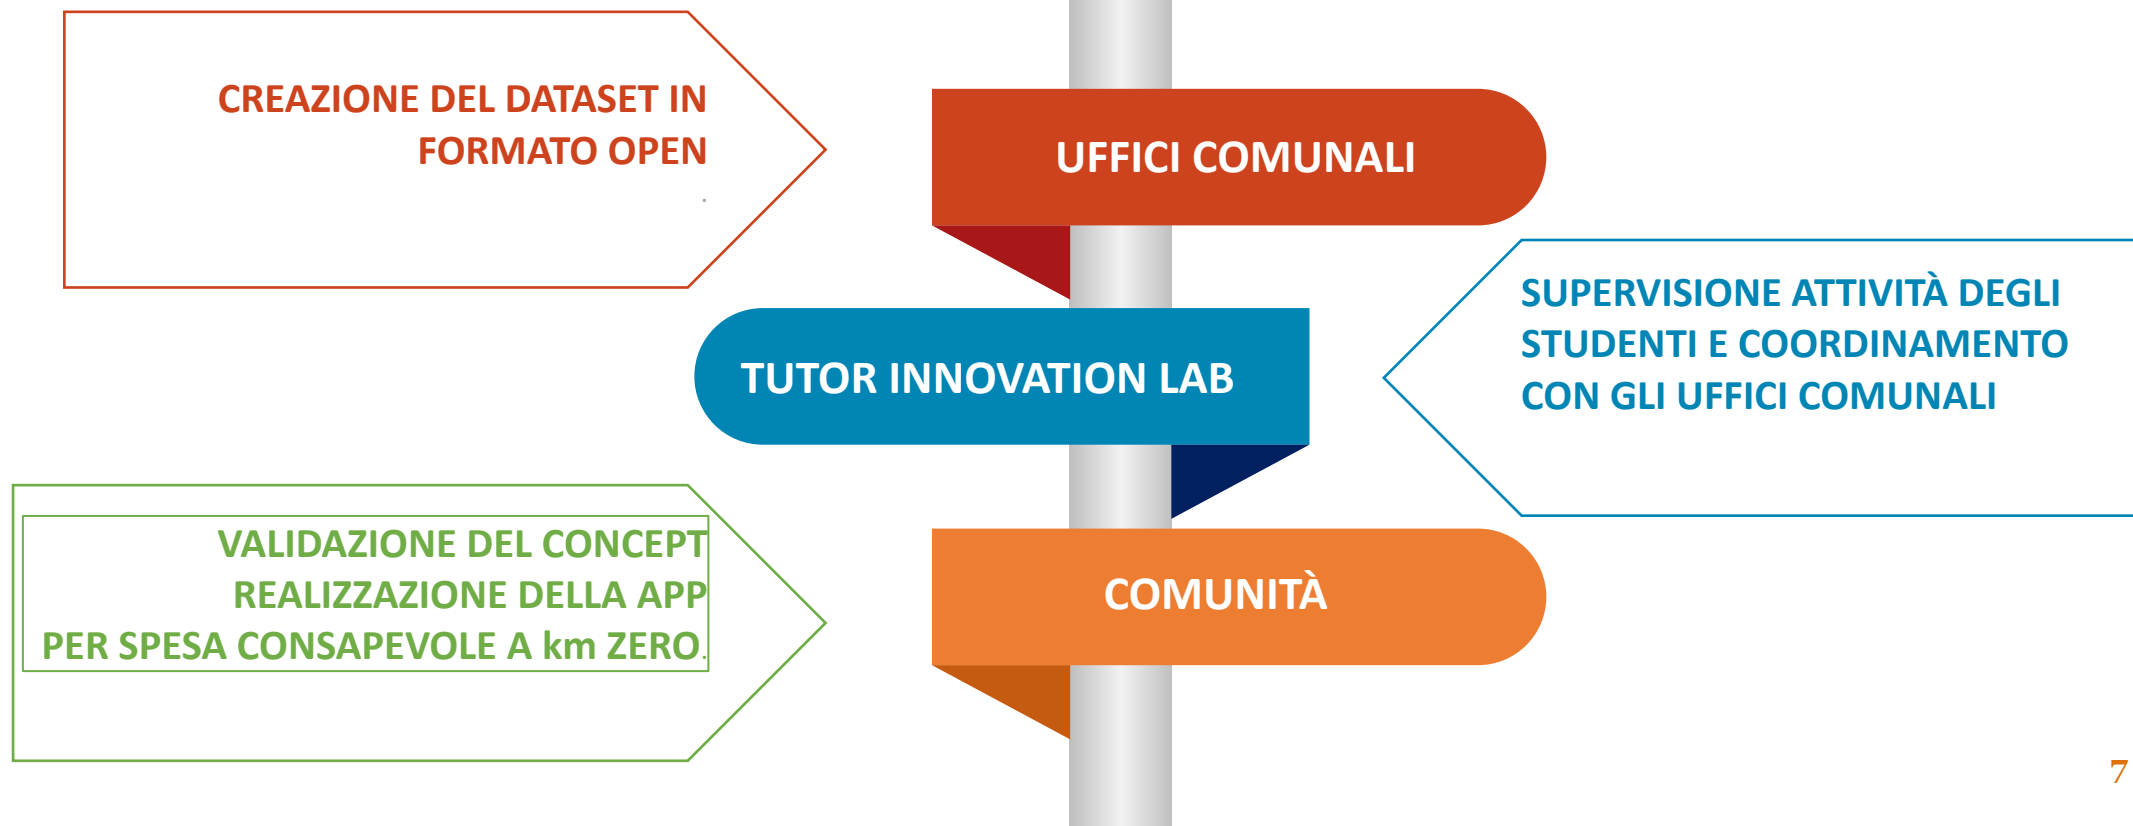 CREAZIONE DEL DATASET IN
FORMATO OPEN
.
UFFICI COMUNALI
SUPERVISIONE ATTIVITÀ DEGLI
STUDENTI E COORDINAMENTO
CON GLI UFFICI COMUNALI
TUTOR INNOVATION LAB
VALIDAZIONE DEL CONCEPT
REALIZZAZIONE DELLA APP
PER SPESA CONSAPEVOLE A km ZERO.
COMUNITÀ
7